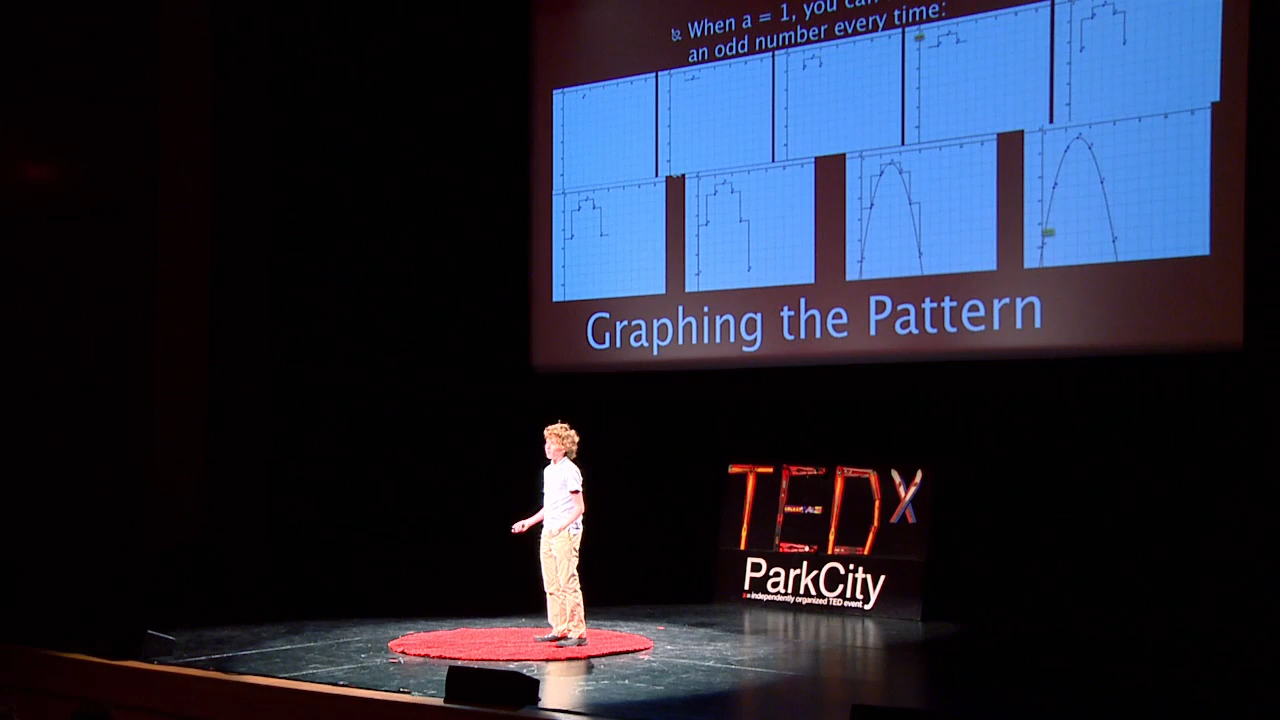 When a = 1, you can
an odd number every time:
Graphing the Pattern
TEDx
ParkCity
x = independently organized TED event